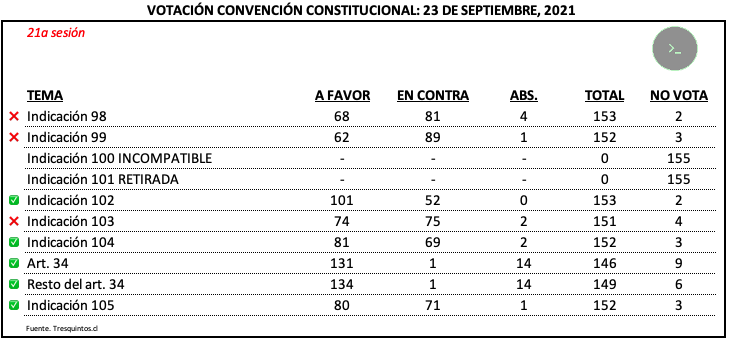 VOTACIÓN CONVENCIÓN CONSTITUCIONAL: 23 DE SEPTIEMBRE, 2021
21a sesión
>_
TEMA A FAVOR EN CONTRA ABS. TOTAL NO VOTA
Indicación 98 68 81 4 153 2
Indicación 99 62 89 1 152 3
Indicación 100 INCOMPATIBLE - - - 0 155
Indicación 101 RETIRADA - - - 0 155
Indicación 102 101 52 0 153 2
Indicación 103 74 75 2 151 4
Indicación 104 81 69 2 152 3
Art. 34 131 1 14 146 9
Resto del art. 34 134 1 14 149 6
Indicación 105 80 71 1 152 3
Fuente. Tresquintos.cl